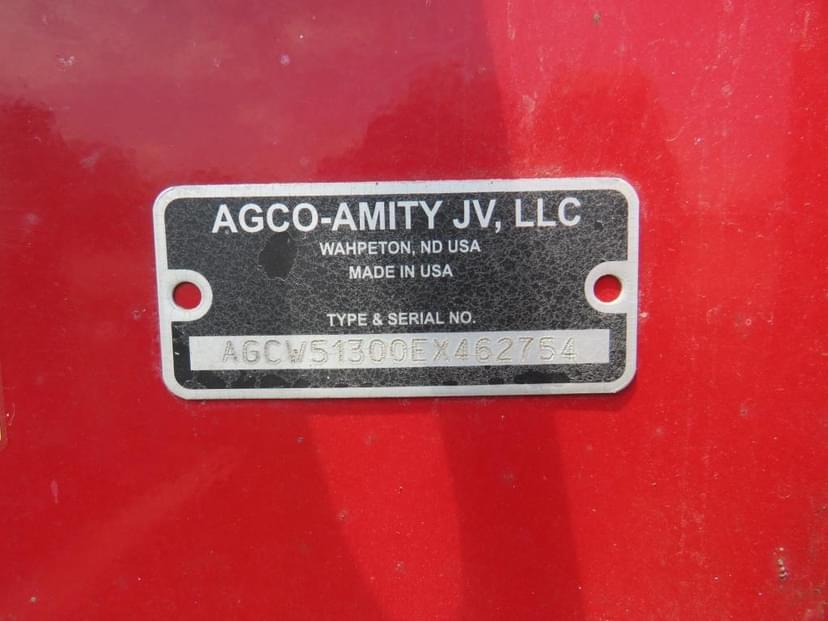 AGCO-AMITY JV, LLC
WAHPETON, ND USA
MADE IN USA
TYPE & SERIAL NO.
AGCW51300EX462754